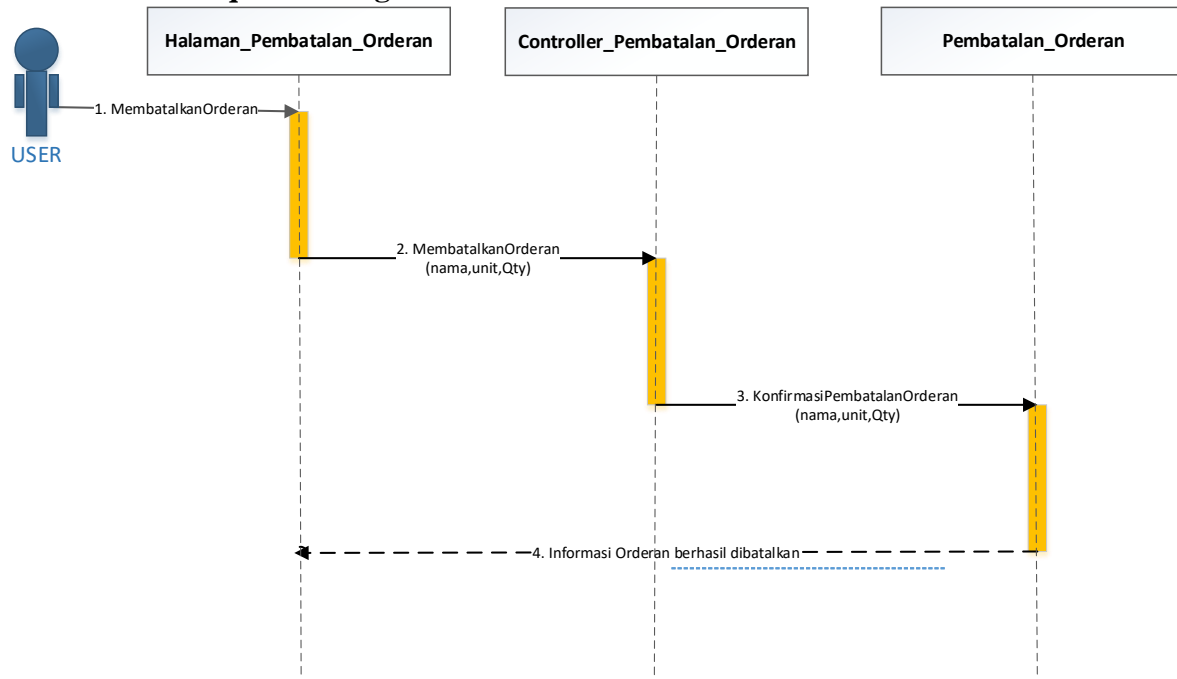 Halaman_Pembatalan_Orderan
Controller_Pembatalan_Orderan
Pembatalan_Orderan
USER
1. MembatalkanOrderan
2. MembatalkanOrderan
(nama,unit,Qty)
3. KonfirmasiPembatalanOrderan
(nama,unit,Qty)
4. Informasi Orderan berhasil dibatalkan